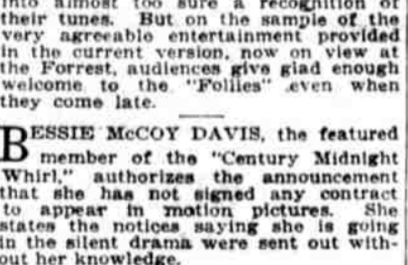 into almost too sure a recognition of
their tunes. But on the sample of the
very agreeable entertainment provided
in the current version, now on view at
the Forrest, audiences give glad enough
welcome to the "Follies" even when
they come late.
BESSIE McCOY DAVIS, the featured
member of the "Century Midnight
Whirl," authorizes the announcement
that she has not signed any contract
to appear in motion pictures. She
states the notices saying she is going
in the silent drama were sent out with-
out her knowledge.